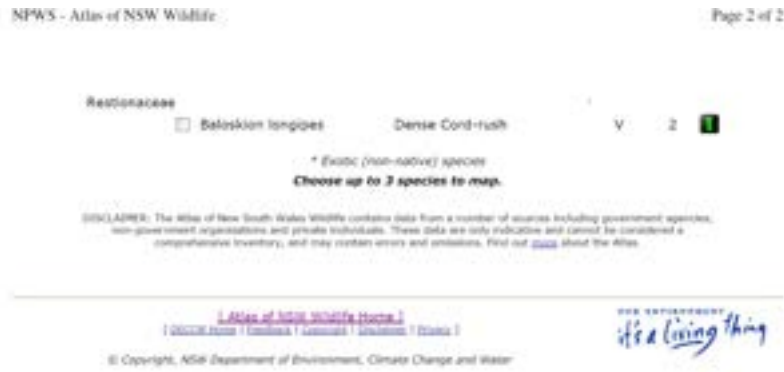 NPWS - Atlas of NSW Wildlife Page 2 of 2
Restionaceae
Baloskion longipes Dense Cord-rush V 2
* Exotic (non-native) species
Choose up to 3 species to map.
DISCLAIMER: The Atlas of New South Wales Wildlife contains data from a number of sources including government agencies,
non-government organisations and private individuals. These data are only indicative and cannot be considered a
comprehensive inventory, and may contain errors and omissions. Find out more about the Atlas.
[ Atlas of NSW Wildlife Home ]
[ DECCW Home | Feedback | Copyright | Disclaimer | Privacy ]
© Copyright, NSW Department of Environment, Climate Change and Water
OUR ENVIRONMENT
it's a living thing